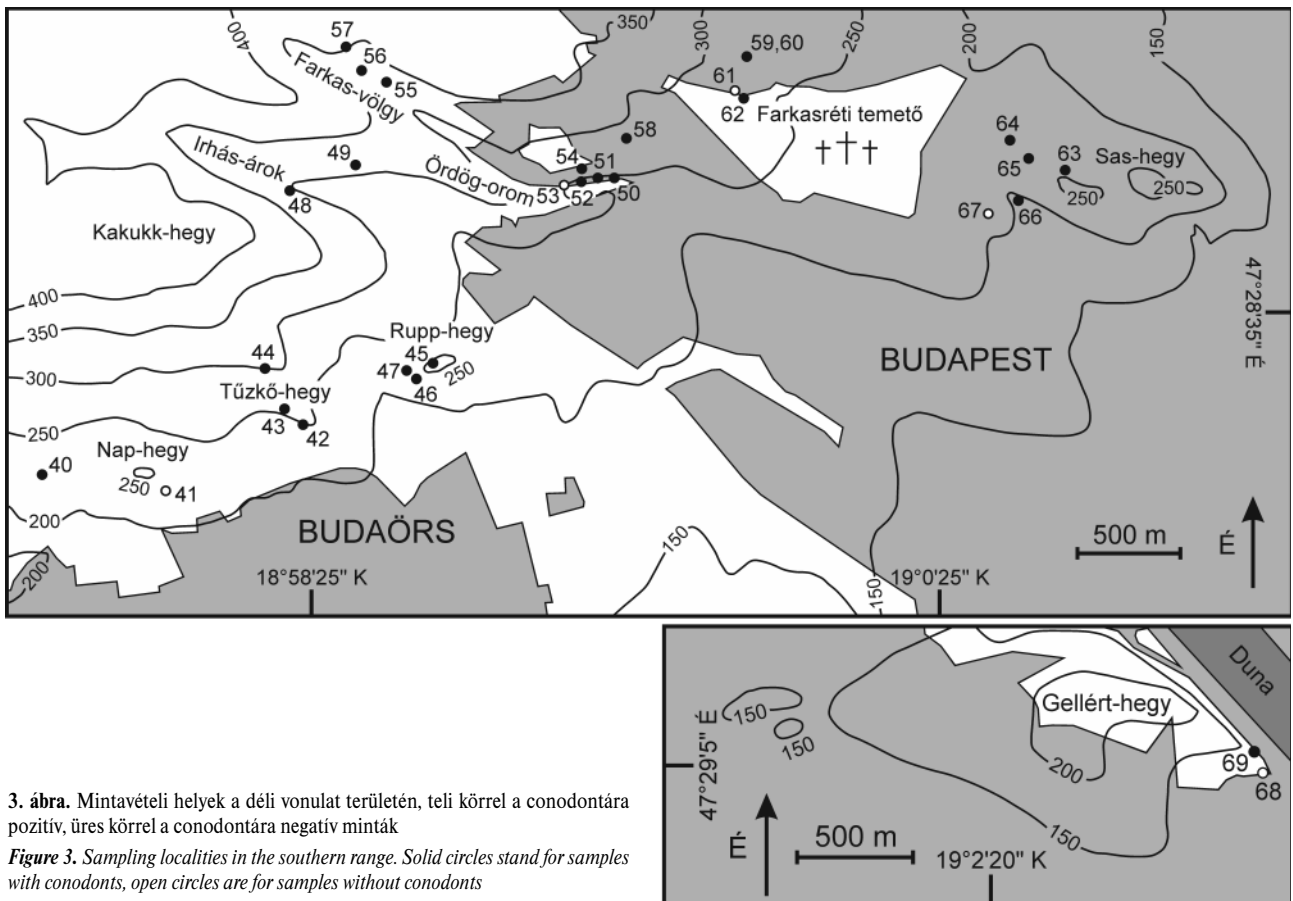 400
57
56
55
Farkas-völgy
350
300
59,60
250
61
62
Farkasréti temető
200
150
58
64
65
63
Sas-hegy
250
250
66
67
Irhás-árok
49
48
Ördög-orom
54
51
53
52
50
Kakukk-hegy
400
350
300
44
Rupp-hegy
45
47
46
250
Tűzkő-hegy
43
42
250
Nap-hegy
40
250
41
200
200
BUDAÖRS
BUDAPEST
150
150
18°58'25" K
19°0'25" K
47°28'35" É
500 m
É
Duna
Gellért-hegy
150
150
200
150
69
68
47°29'5" É
É
500 m
19°2'20" K
3. ábra. Mintavételi helyek a déli vonulat területén, teli körrel a conodontára
pozitív, üres körrel a conodontára negatív minták
Figure 3. Sampling localities in the southern range. Solid circles stand for samples
with conodonts, open circles are for samples without conodonts